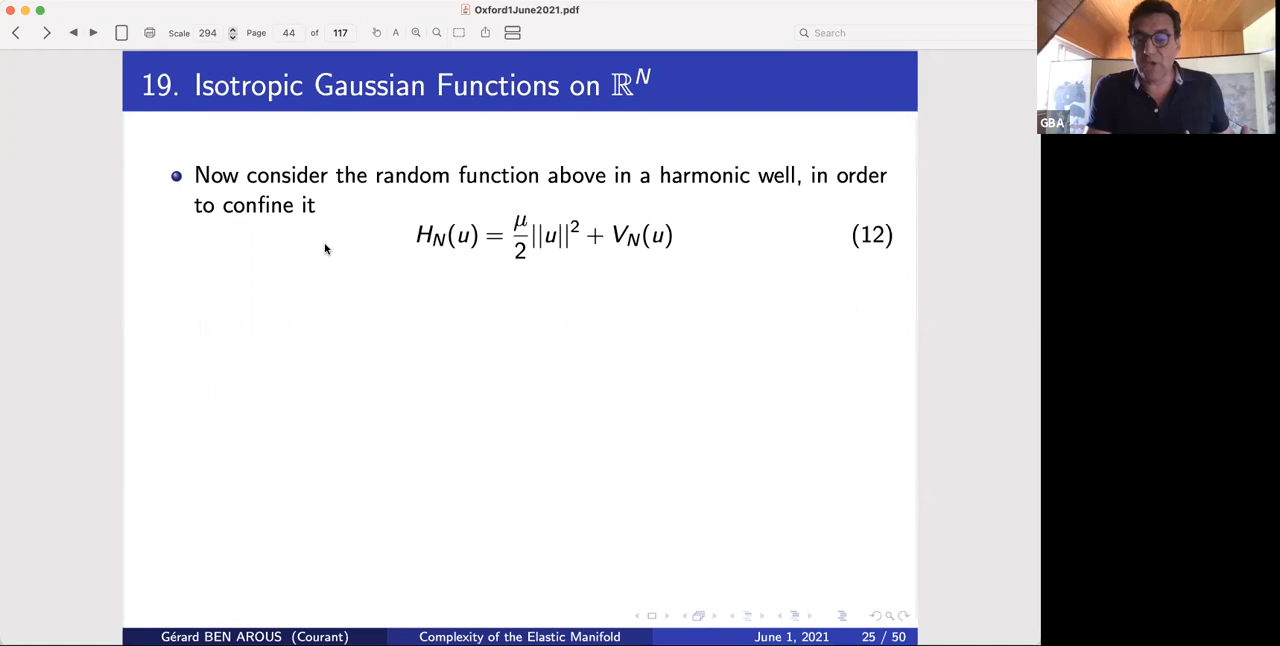 Oxford1June2021.pdf
Scale 294 Page 44 of 117 A Search
19. Isotropic Gaussian Functions on ℝ^N
Now consider the random function above in a harmonic well, in order
to confine it
H_N(u) = μ/2 ||u||² + V_N(u) (12)
GBA
Gérard BEN AROUS (Courant) Complexity of the Elastic Manifold June 1, 2021 25 / 50